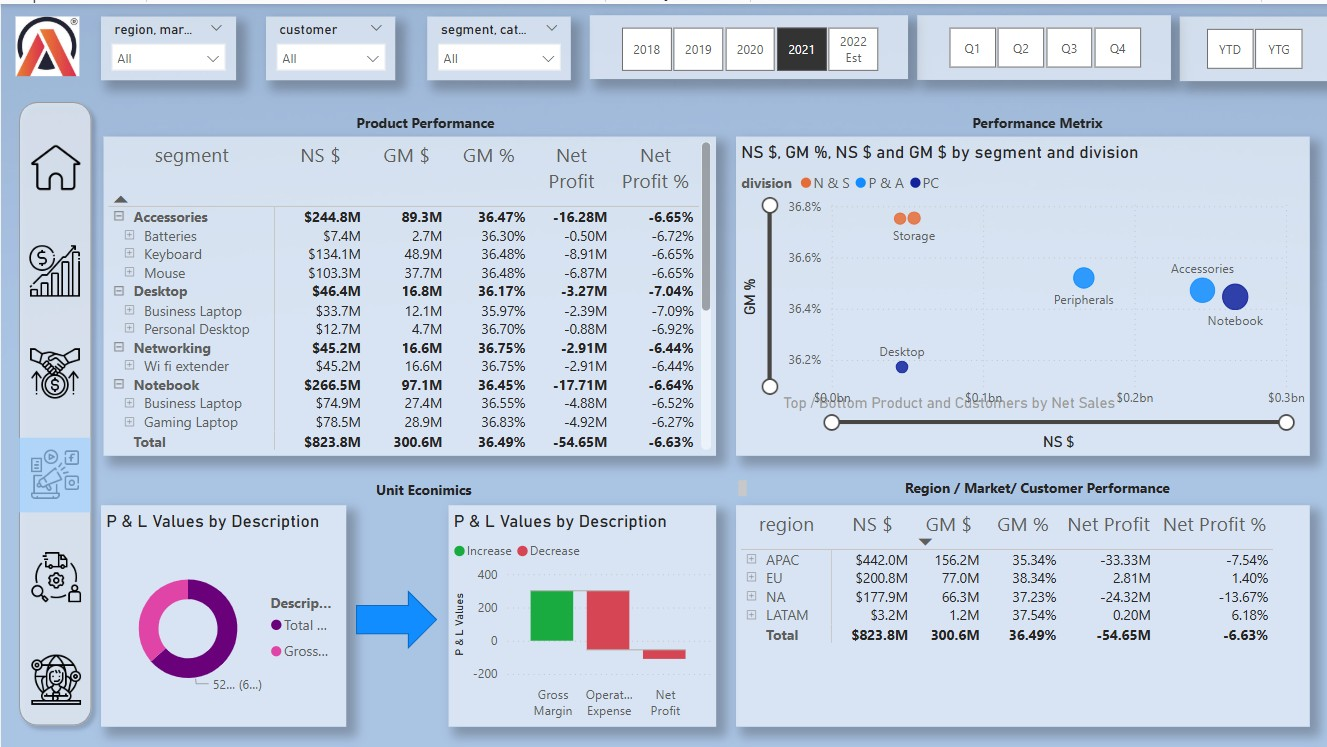 region, mar...
All
customer
All
segment, cat...
All
2018
2019
2020
2021
2022
Est
Q1
Q2
Q3
Q4
YTD
YTG
Product Performance
segment NS $ GM $ GM % Net Profit Net Profit %
Accessories $244.8M 89.3M 36.47% -16.28M -6.65%
Batteries $7.4M 2.7M 36.30% -0.50M -6.72%
Keyboard $134.1M 48.9M 36.48% -8.91M -6.65%
Mouse $103.3M 37.7M 36.48% -6.87M -6.65%
Desktop $46.4M 16.8M 36.17% -3.27M -7.04%
Business Laptop $33.7M 12.1M 35.97% -2.39M -7.09%
Personal Desktop $12.7M 4.7M 36.70% -0.88M -6.92%
Networking $45.2M 16.6M 36.75% -2.91M -6.44%
Wi fi extender $45.2M 16.6M 36.75% -2.91M -6.44%
Notebook $266.5M 97.1M 36.45% -17.71M -6.64%
Business Laptop $74.9M 27.4M 36.55% -4.88M -6.52%
Gaming Laptop $78.5M 28.9M 36.83% -4.92M -6.27%
Total $823.8M 300.6M 36.49% -54.65M -6.63%
Performance Metrix
NS $, GM %, NS $ and GM $ by segment and division
division N & S P & A PC
GM %
36.8%
36.6%
36.4%
36.2%
Storage
Accessories
Peripherals
Notebook
Desktop
$0.0bn $0.1bn $0.2bn $0.3bn
Top / Bottom Product and Customers by Net Sales
NS $
Unit Econimics
P & L Values by Description
Descrip...
Total ...
Gross...
52... (6...)
P & L Values by Description
Increase Decrease
P & L Values
400
200
0
-200
Gross Margin
Operat... Expense
Net Profit
Region / Market/ Customer Performance
region NS $ GM $ GM % Net Profit Net Profit %
APAC $442.0M 156.2M 35.34% -33.33M -7.54%
EU $200.8M 77.0M 38.34% 2.81M 1.40%
NA $177.9M 66.3M 37.23% -24.32M -13.67%
LATAM $3.2M 1.2M 37.54% 0.20M 6.18%
Total $823.8M 300.6M 36.49% -54.65M -6.63%